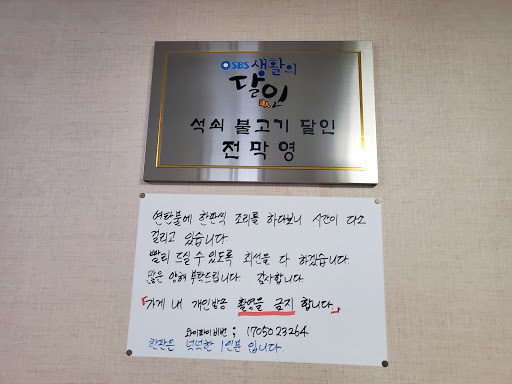 SBS 생활의
달인
석쇠 불고기 달인
전막영
연탄불에 한판씩 조리를 하다보니 시간이 다소
걸리고 있습니다
빨리 드실 수 있도록 최선을 다 하겠습니다
많은 양해 부탁드립니다. 감사합니다.
「가게 내 개인방송 촬영을 금지 합니다.」
와이파이 비번 ; 1705023264
한판은 넉넉한 1인분 입니다.